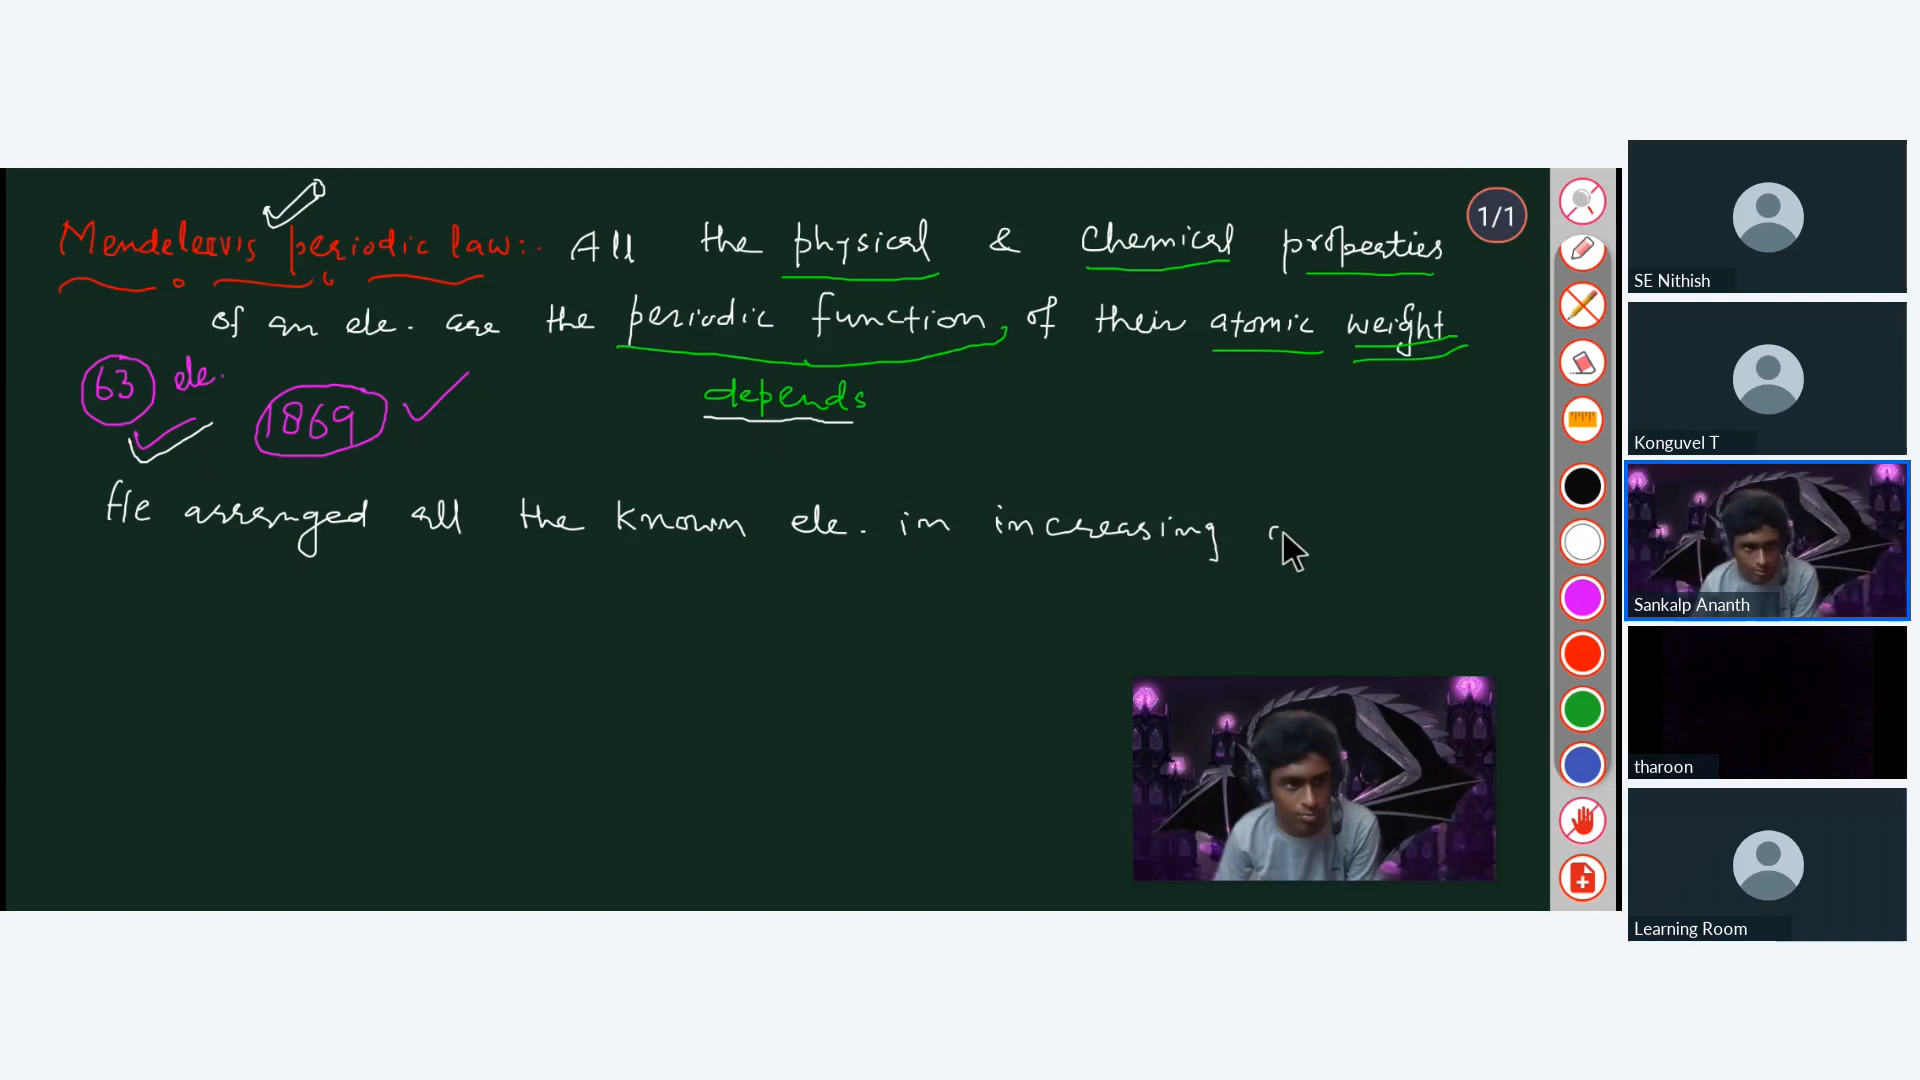 Mendeleevis periodic law:- All the physical & Chemical properties
1/1
of an ele. are the periodic function, of their atomic weight
63 ele.
1869
depends
He arranged all the known ele. in increasing
SE Nithish
Konguvel T
Sankalp Ananth
tharoon
Learning Room